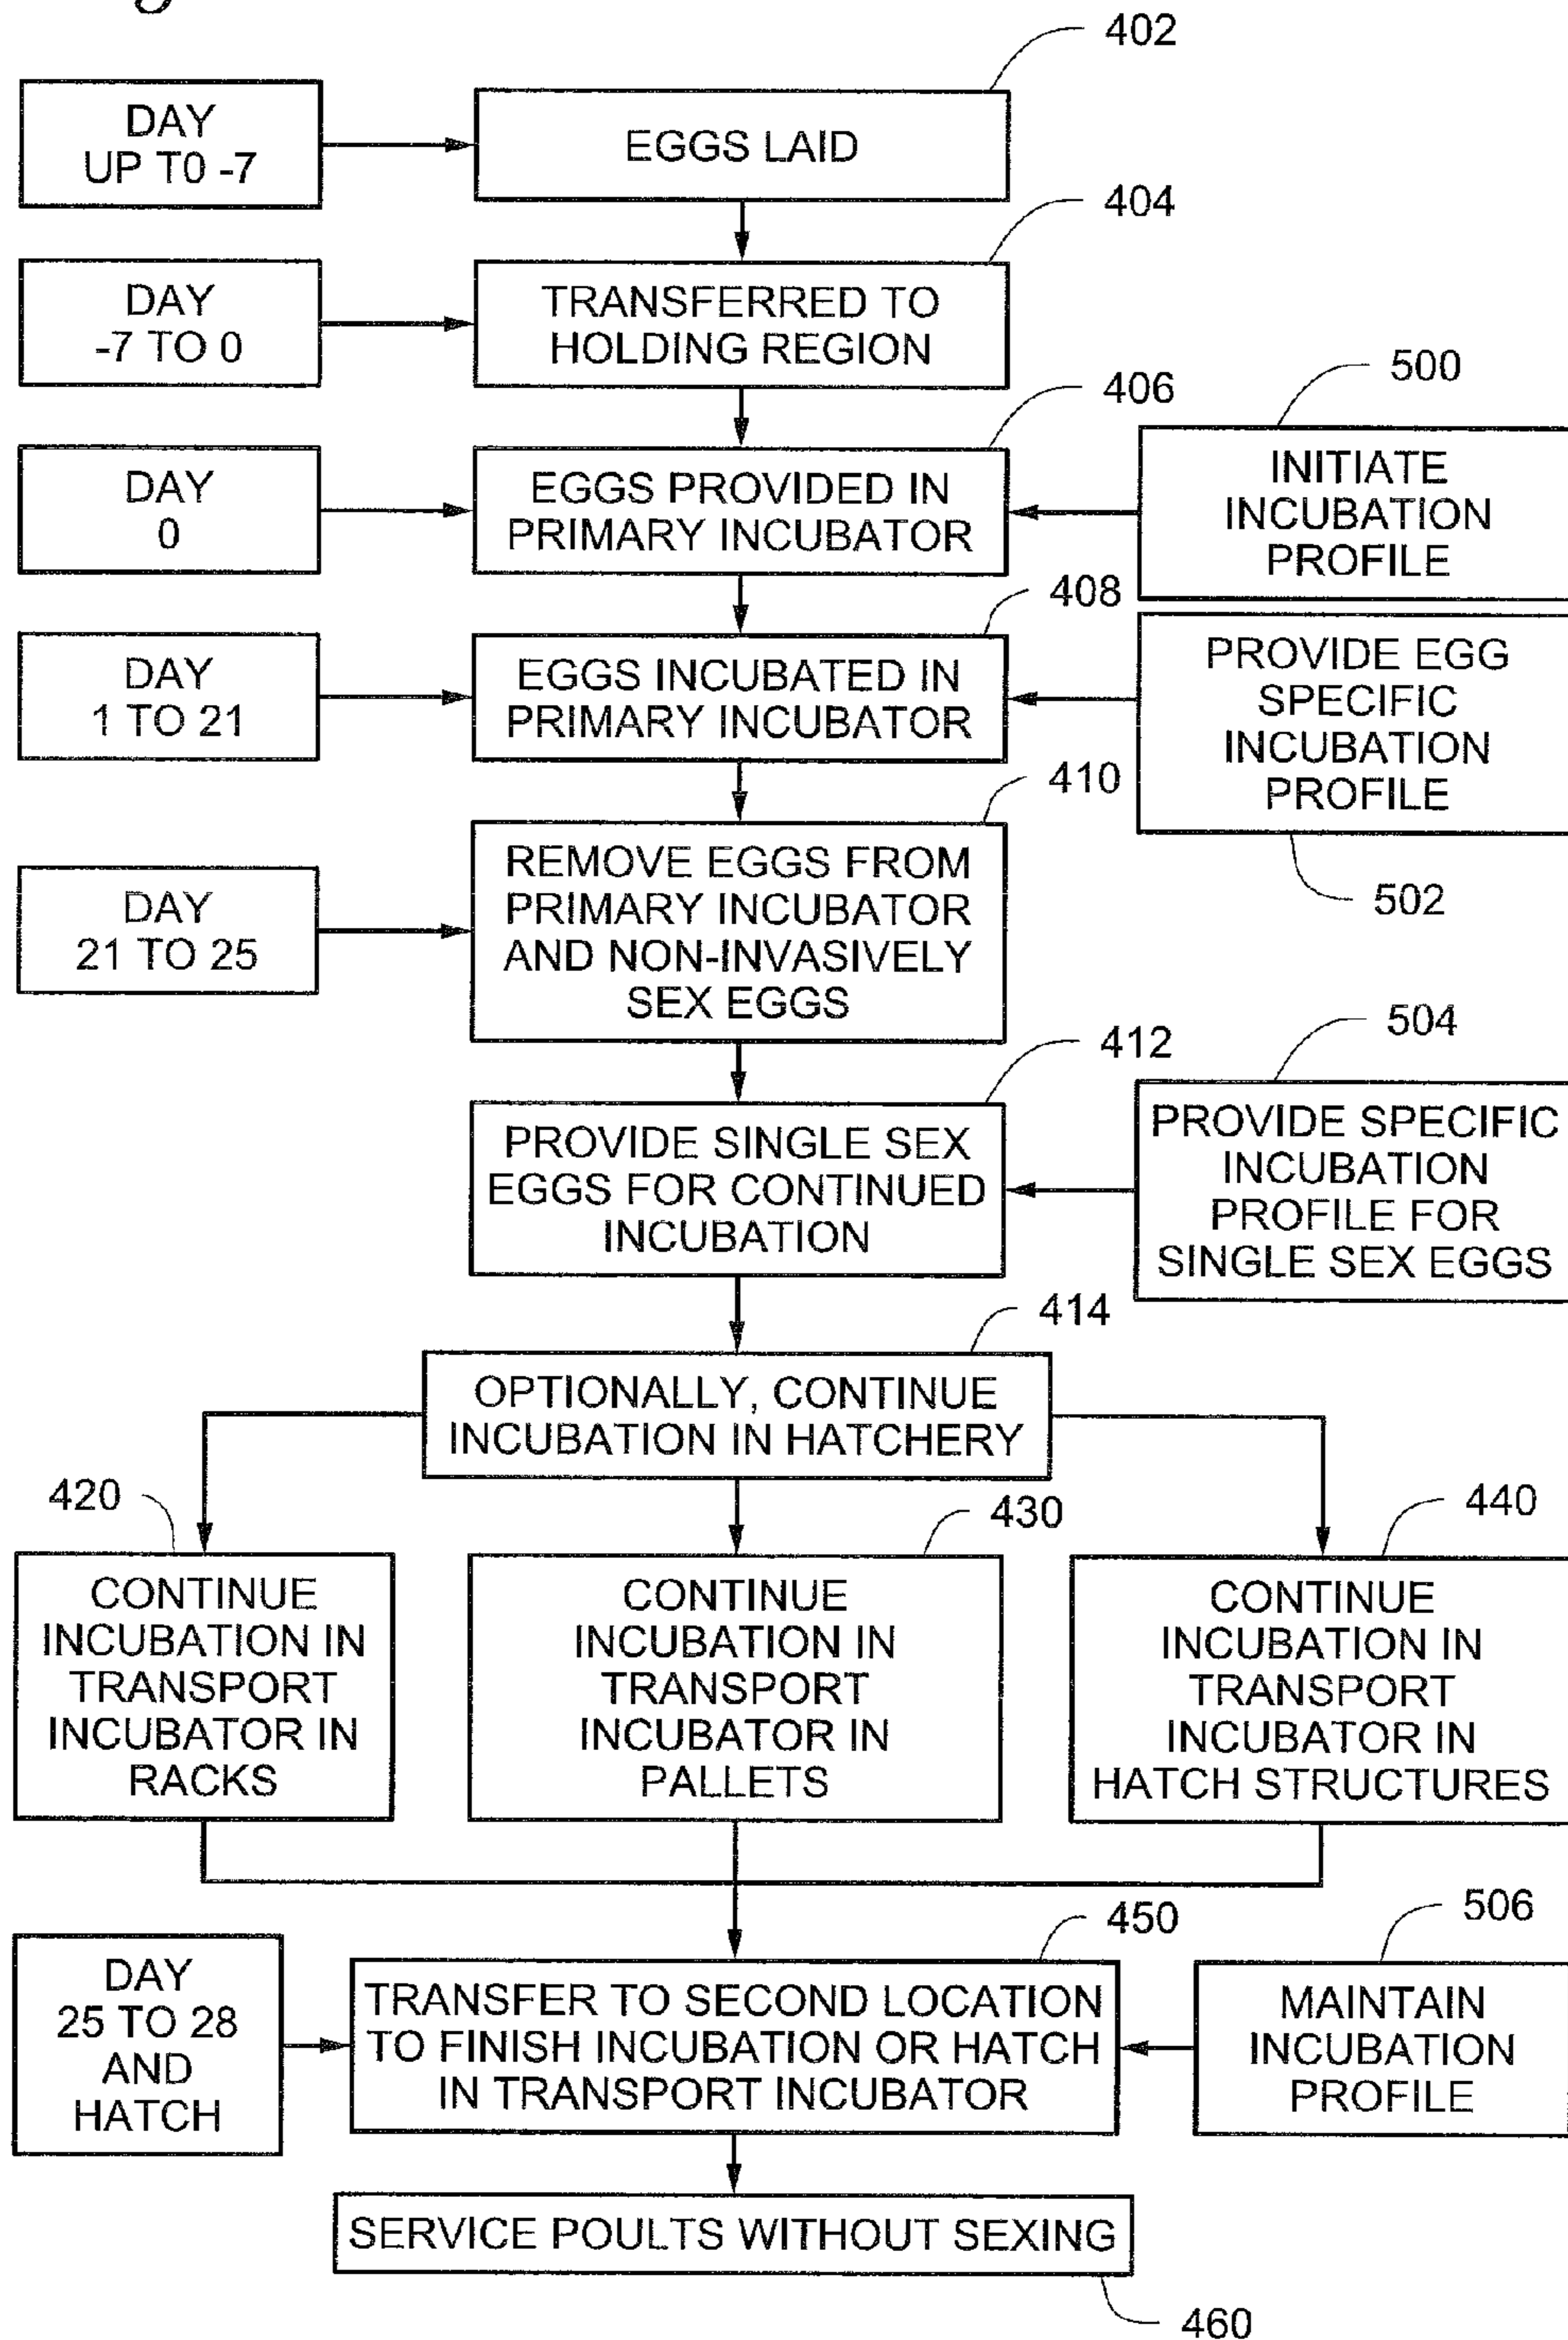 402
DAY
UP T0 -7
EGGS LAID
404
DAY
-7 TO 0
TRANSFERRED TO
HOLDING REGION
406
500
DAY
0
EGGS PROVIDED IN
PRIMARY INCUBATOR
INITIATE
INCUBATION
PROFILE
408
DAY
1 TO 21
EGGS INCUBATED IN
PRIMARY INCUBATOR
PROVIDE EGG
SPECIFIC
INCUBATION
PROFILE
502
410
DAY
21 TO 25
REMOVE EGGS FROM
PRIMARY INCUBATOR
AND NON-INVASIVELY
SEX EGGS
412
504
PROVIDE SINGLE SEX
EGGS FOR CONTINUED
INCUBATION
PROVIDE SPECIFIC
INCUBATION
PROFILE FOR
SINGLE SEX EGGS
414
OPTIONALLY, CONTINUE
INCUBATION IN HATCHERY
420
CONTINUE
INCUBATION IN
TRANSPORT
INCUBATOR IN
RACKS
430
CONTINUE
INCUBATION IN
TRANSPORT
INCUBATOR IN
PALLETS
440
CONTINUE
INCUBATION IN
TRANSPORT
INCUBATOR IN
HATCH STRUCTURES
450
506
DAY
25 TO 28
AND
HATCH
TRANSFER TO SECOND LOCATION
TO FINISH INCUBATION OR HATCH
IN TRANSPORT INCUBATOR
MAINTAIN
INCUBATION
PROFILE
SERVICE POULTS WITHOUT SEXING
460